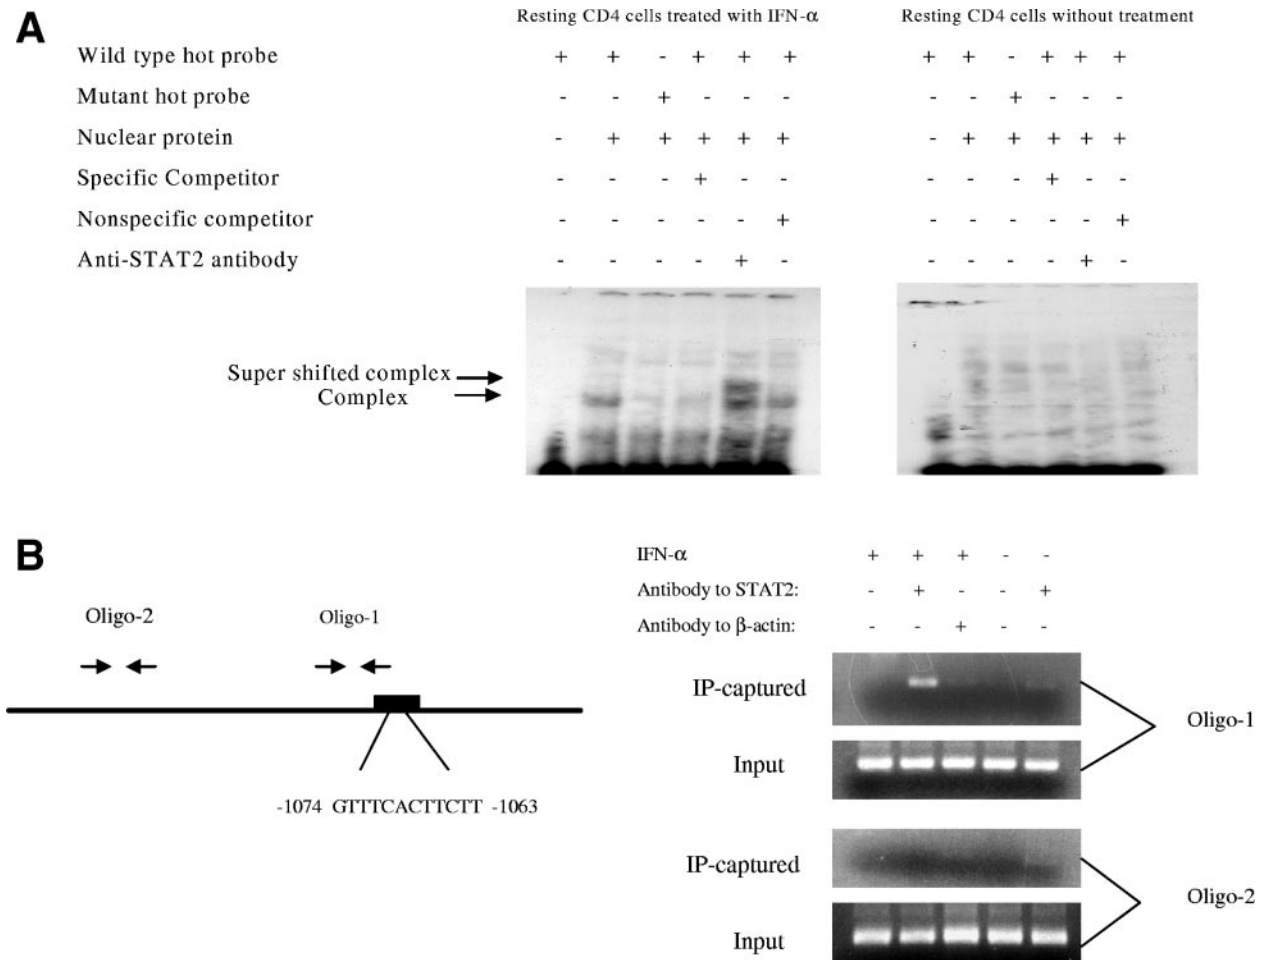 A
Resting CD4 cells treated with IFN-α Resting CD4 cells without treatment
Wild type hot probe + + - + + + + + - + + +
Mutant hot probe - - + - - - - - + - - -
Nuclear protein - + + + + + - + + + + +
Specific Competitor - - - + - - - - - + - -
Nonspecific competitor - - - - - + - - - - - +
Anti-STAT2 antibody - - - - + - - - - - + -
Super shifted complex
Complex
B
IFN-α + + + - -
Antibody to STAT2: - + - - +
Antibody to β-actin: - - + - -
Oligo-2 Oligo-1
-1074 GTTTCACTTCTT -1063
IP-captured
Oligo-1
Input
IP-captured
Oligo-2
Input